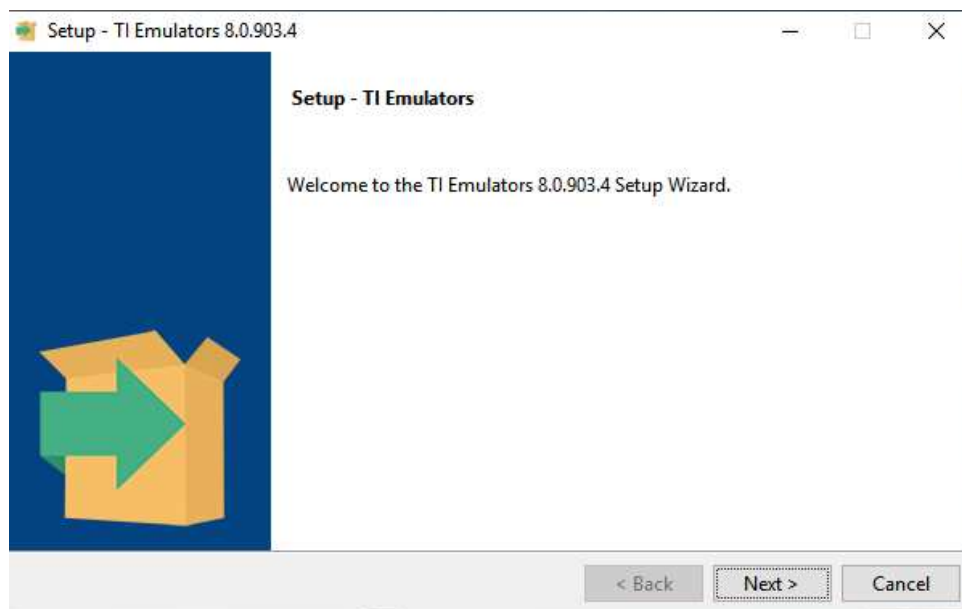 Setup - TI Emulators 8.0.903.4
Setup - TI Emulators
Welcome to the TI Emulators 8.0.903.4 Setup Wizard.
< Back Next > Cancel